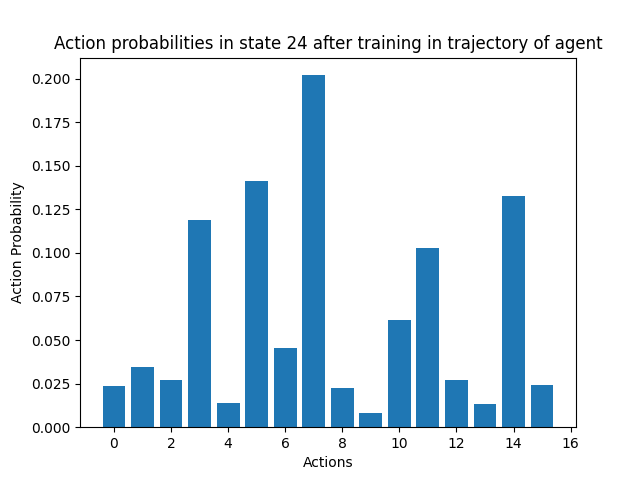 Action probabilities in state 24 after training in trajectory of agent
0.200
0.175
0.150
0.125
0.100
0.075
0.050
0.025
0.000
Action Probability
0 2 4 6 8 10 12 14 16
Actions